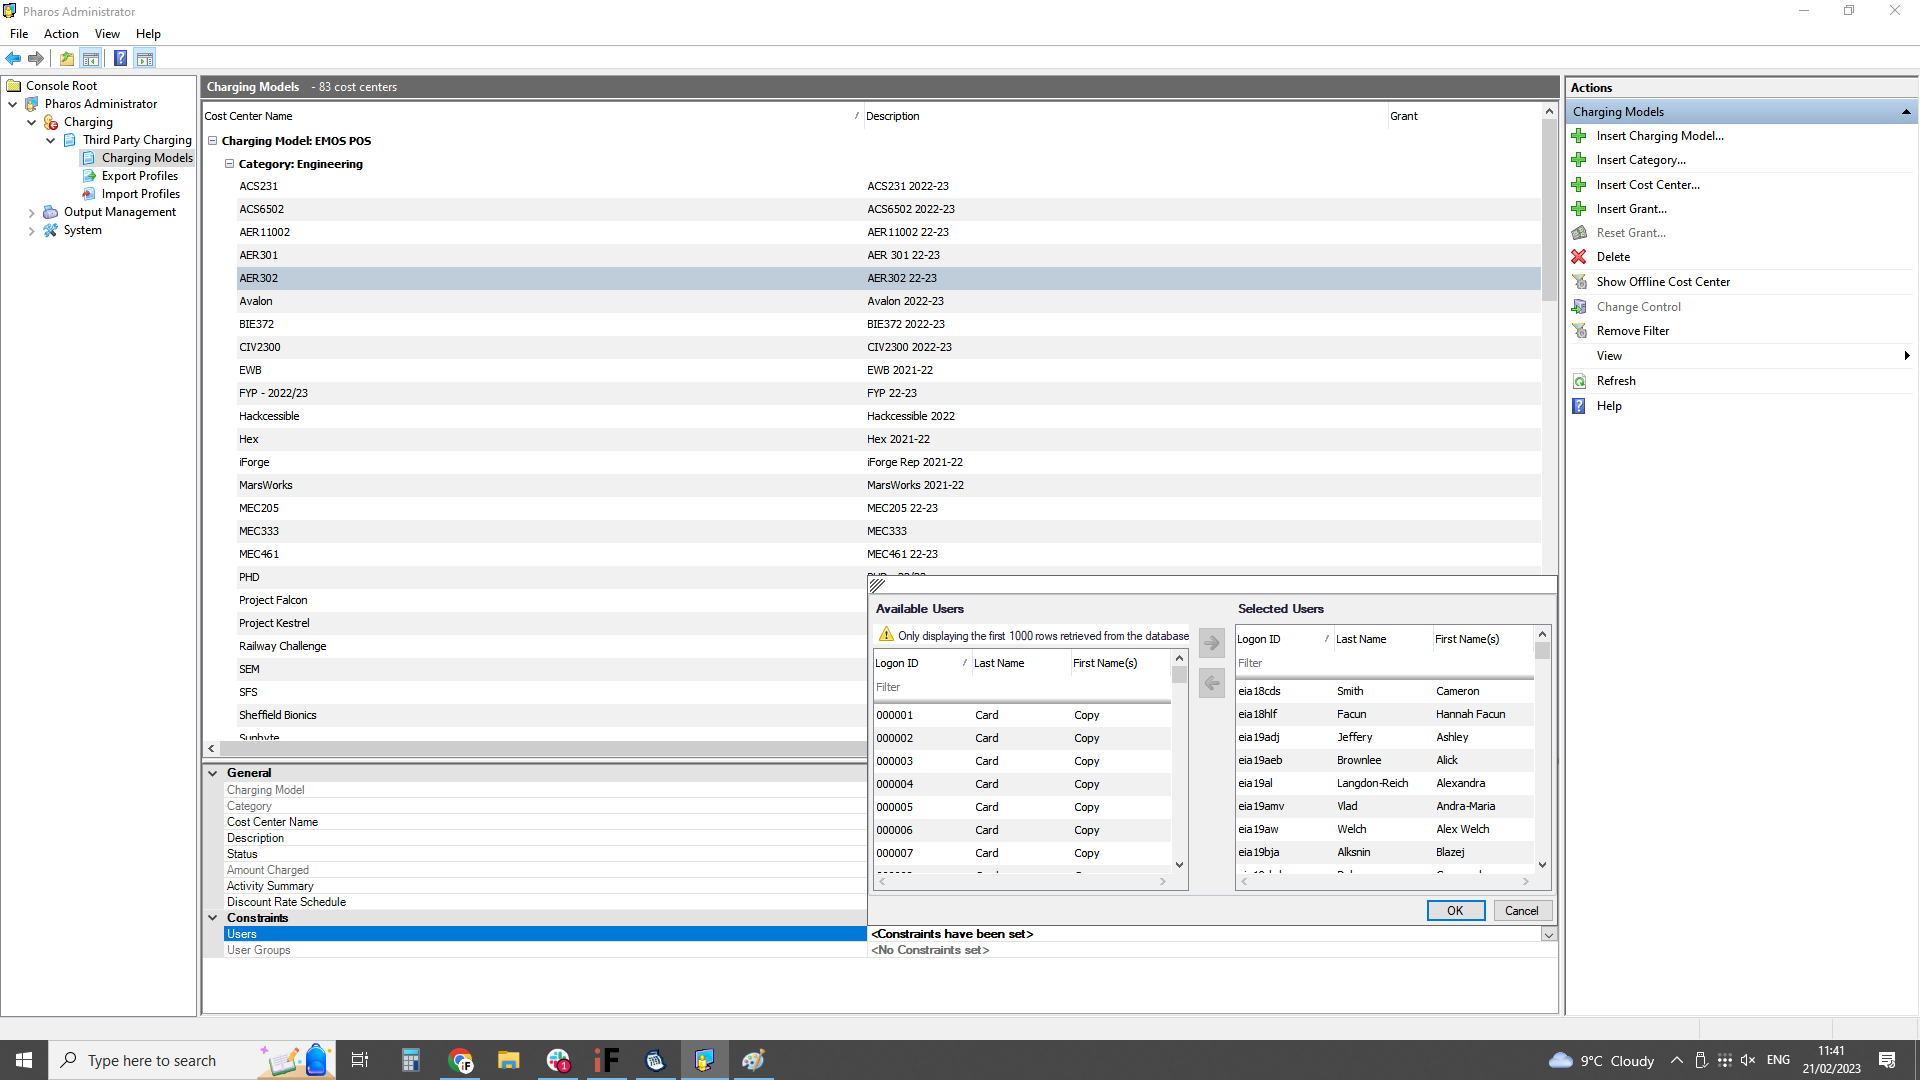 Pharos Administrator
File Action View Help
Console Root
Pharos Administrator
Charging
Third Party Charging
Charging Models
Export Profiles
Import Profiles
Output Management
System
Charging Models - 83 cost centers
Cost Center Name / Description Grant
Charging Model: EMOS POS
Category: Engineering
ACS231 ACS231 2022-23
ACS6502 ACS6502 2022-23
AER11002 AER11002 22-23
AER301 AER 301 22-23
AER302 AER302 22-23
Avalon Avalon 2022-23
BIE372 BIE372 2022-23
CIV2300 CIV2300 2022-23
EWB EWB 2021-22
FYP - 2022/23 FYP 22-23
Hackcessible Hackcessible 2022
Hex Hex 2021-22
iForge iForge Rep 2021-22
MarsWorks MarsWorks 2021-22
MEC205 MEC205 22-23
MEC333 MEC333
MEC461 MEC461 22-23
PHD
Project Falcon
Project Kestrel
Railway Challenge
SEM
SFS
Sheffield Bionics
Sunbyte
General
Charging Model
Category
Cost Center Name
Description
Status
Amount Charged
Activity Summary
Discount Rate Schedule
Constraints
Users <Constraints have been set>
User Groups <No Constraints set>
Available Users
Only displaying the first 1000 rows retrieved from the database
Logon ID / Last Name First Name(s)
Filter
000001 Card Copy
000002 Card Copy
000003 Card Copy
000004 Card Copy
000005 Card Copy
000006 Card Copy
000007 Card Copy
Selected Users
Logon ID / Last Name First Name(s)
Filter
eia18cds Smith Cameron
eia18hlf Facun Hannah Facun
eia19adj Jeffery Ashley
eia19aeb Brownlee Alick
eia19al Langdon-Reich Alexandra
eia19amv Vlad Andra-Maria
eia19aw Welch Alex Welch
eia19bja Alksnin Blazej
OK Cancel
Actions
Charging Models
Insert Charging Model...
Insert Category...
Insert Cost Center...
Insert Grant...
Reset Grant...
Delete
Show Offline Cost Center
Change Control
Remove Filter
View
Refresh
Help
Type here to search
iF
1
iF
9°C Cloudy
ENG
11:41
21/02/2023